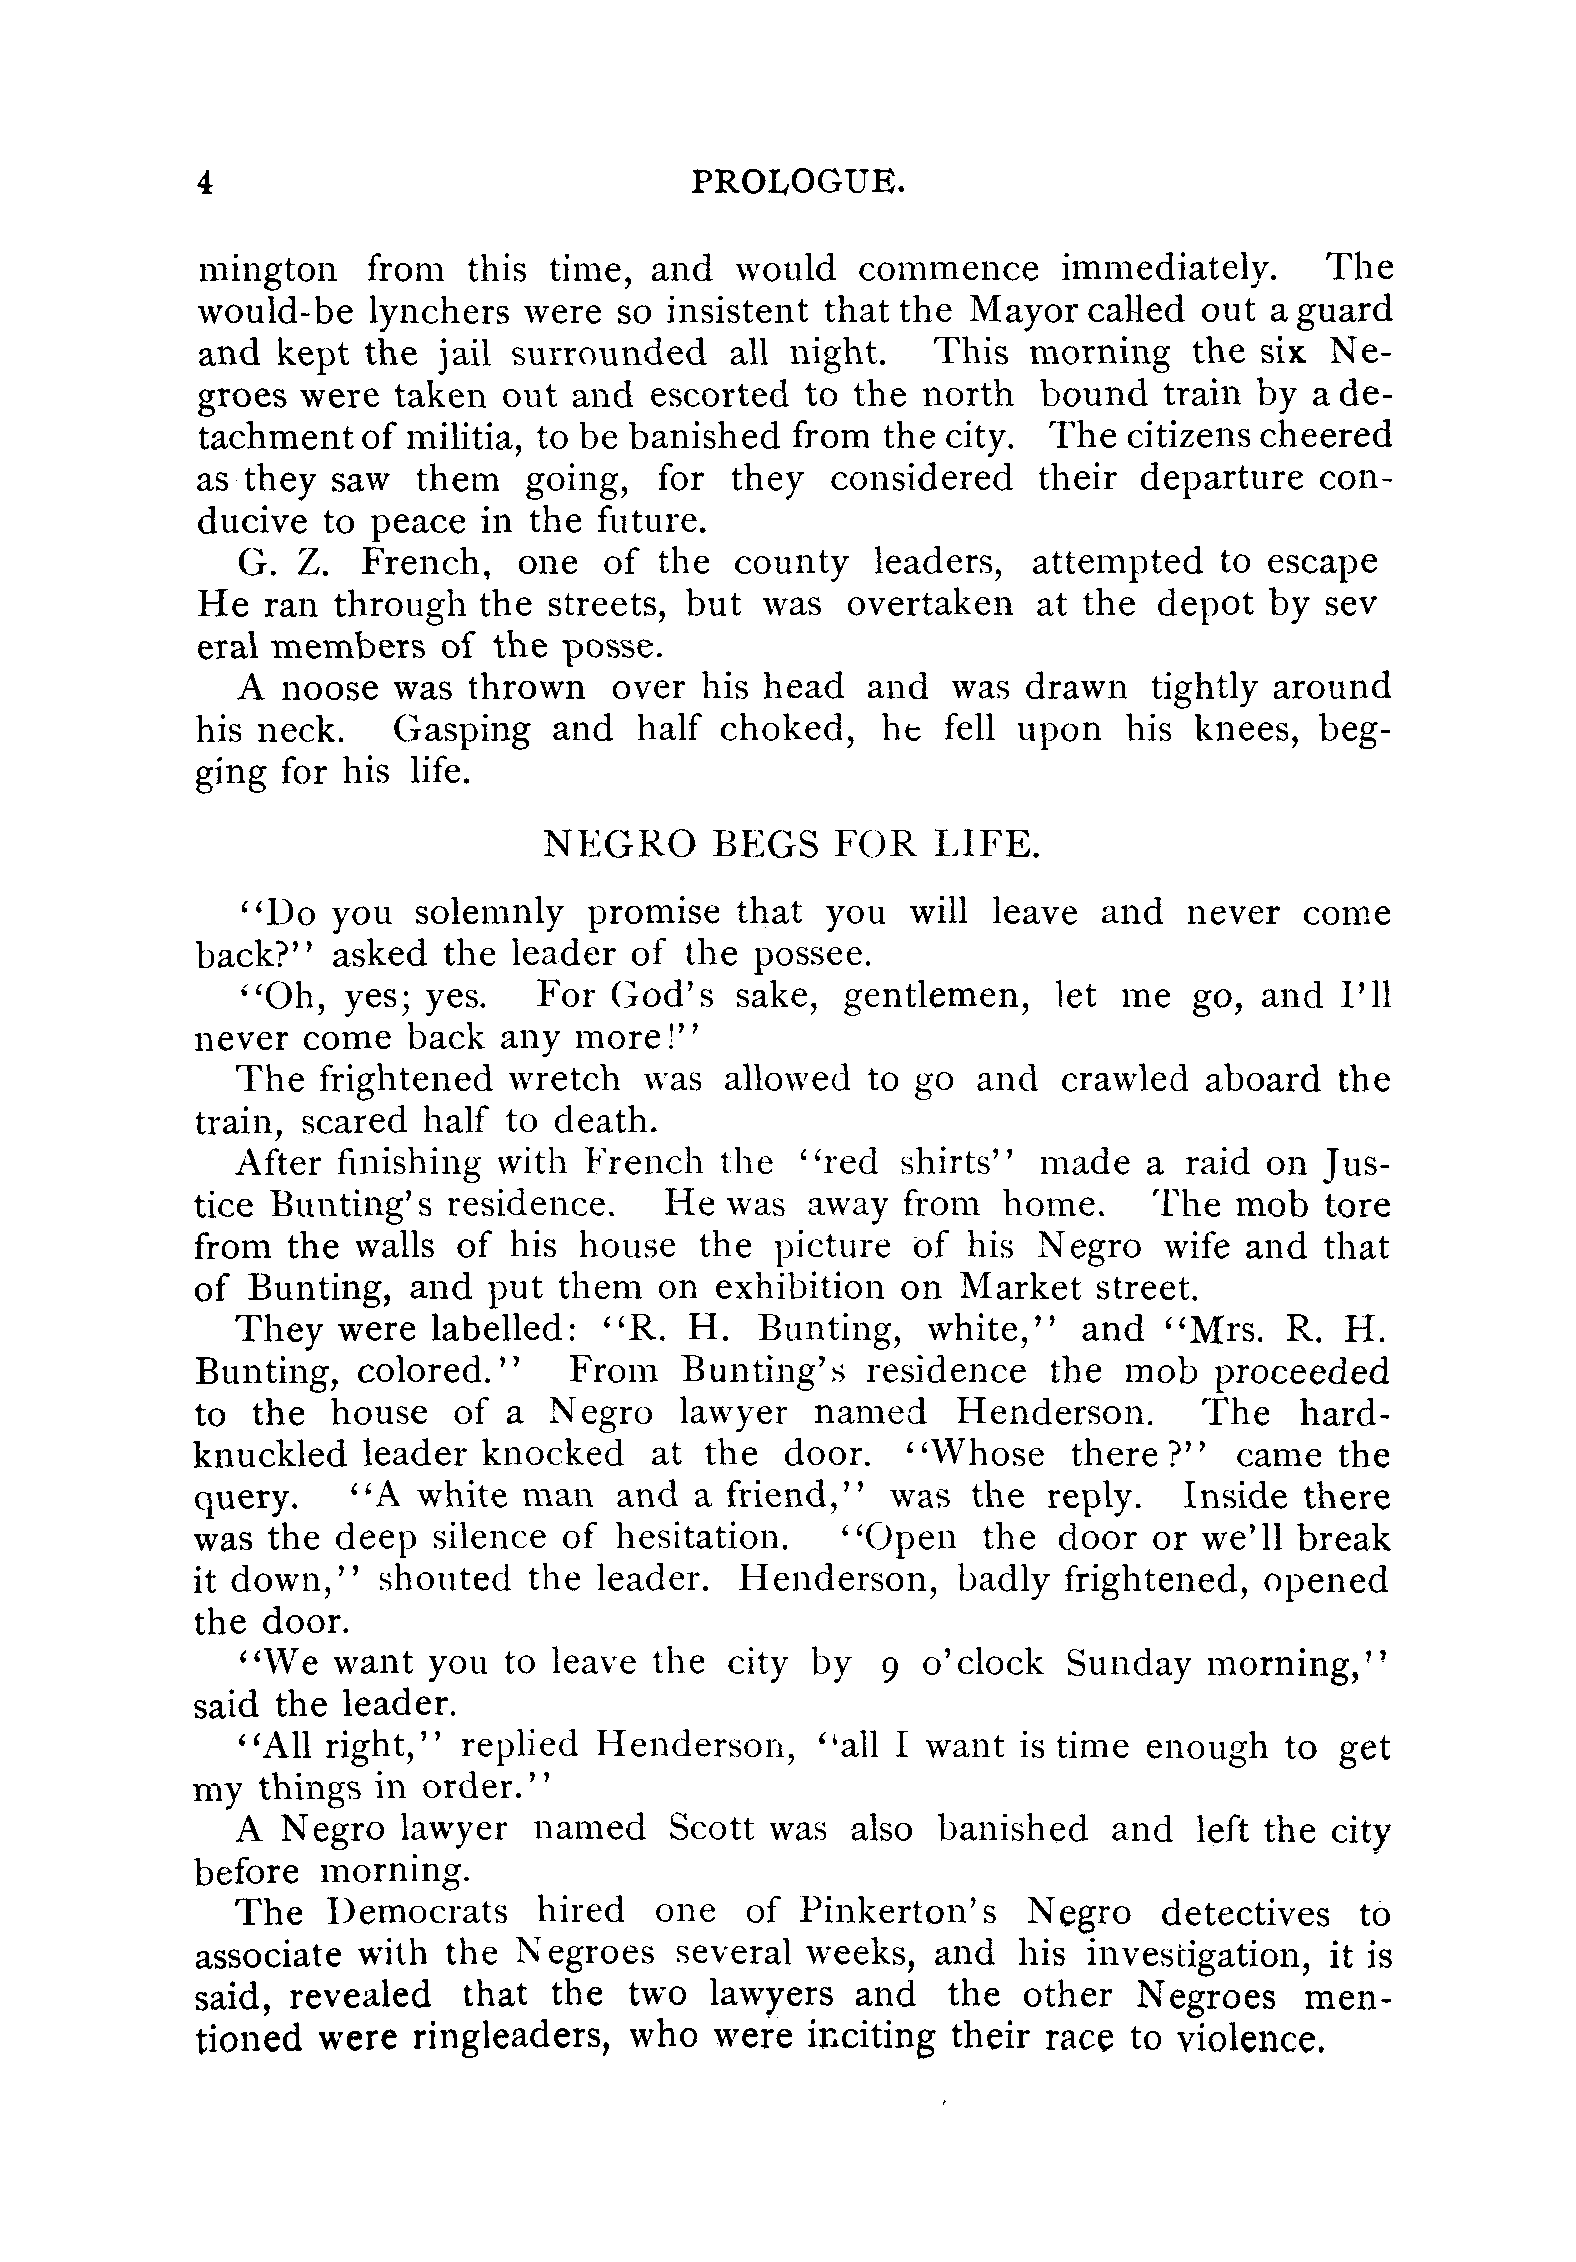 4 PROLOGUE.
mington from this time, and would commence immediately. The
would-be lynchers were so insistent that the Mayor called out a guard
and kept the jail surrounded all night. This morning the six Ne-
groes were taken out and escorted to the north bound train by a de-
tachment of militia, to be banished from the city. The citizens cheered
as they saw them going, for they considered their departure con-
ducive to peace in the future.
G. Z. French, one of the county leaders, attempted to escape
He ran through the streets, but was overtaken at the depot by sev
eral members of the posse.
A noose was thrown over his head and was drawn tightly around
his neck. Gasping and half choked, he fell upon his knees, beg-
ging for his life.
NEGRO BEGS FOR LIFE.
"Do you solemnly promise that you will leave and never come
back?" asked the leader of the possee.
"Oh, yes; yes. For God's sake, gentlemen, let me go, and I'll
never come back any more!"
The frightened wretch was allowed to go and crawled aboard the
train, scared half to death.
After finishing with French the "red shirts" made a raid on Jus-
tice Bunting's residence. He was away from home. The mob tore
from the walls of his house the picture of his Negro wife and that
of Bunting, and put them on exhibition on Market street.
They were labelled: "R. H. Bunting, white," and "Mrs. R. H.
Bunting, colored." From Bunting's residence the mob proceeded
to the house of a Negro lawyer named Henderson. The hard-
knuckled leader knocked at the door. "Whose there?" came the
query. "A white man and a friend," was the reply. Inside there
was the deep silence of hesitation. "Open the door or we'll break
it down," shouted the leader. Henderson, badly frightened, opened
the door.
"We want you to leave the city by 9 o'clock Sunday morning,"
said the leader.
"All right," replied Henderson, "all I want is time enough to get
my things in order."
A Negro lawyer named Scott was also banished and left the city
before morning.
The Democrats hired one of Pinkerton's Negro detectives to
associate with the Negroes several weeks, and his investigation, it is
said, revealed that the two lawyers and the other Negroes men-
tioned were ringleaders, who were inciting their race to violence.